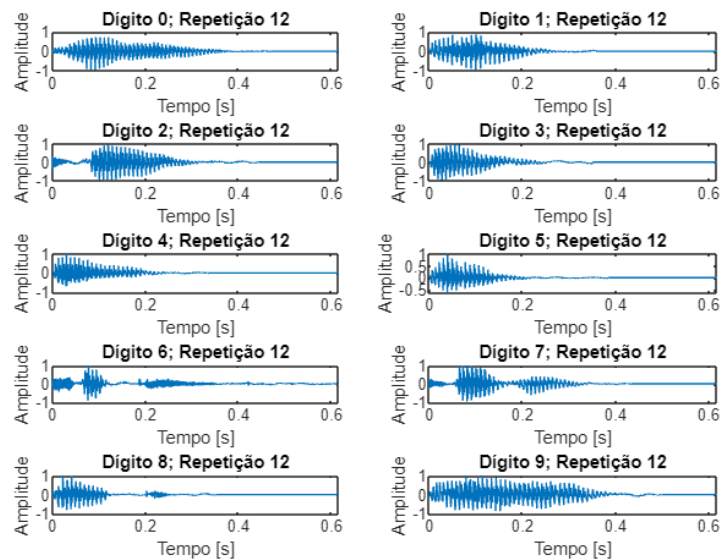 Dígito 0; Repetição 12
Amplitude
1
0
-1
0
0.2
0.4
0.6
Tempo [s]
Dígito 1; Repetição 12
Amplitude
1
0
-1
0
0.2
0.4
0.6
Tempo [s]
Dígito 2; Repetição 12
Amplitude
1
0
-1
0
0.2
0.4
0.6
Tempo [s]
Dígito 3; Repetição 12
Amplitude
1
0
-1
0
0.2
0.4
0.6
Tempo [s]
Dígito 4; Repetição 12
Amplitude
1
0
-1
0
0.2
0.4
0.6
Tempo [s]
Dígito 5; Repetição 12
Amplitude
1
0.5
0
-0.5
0
0.2
0.4
0.6
Tempo [s]
Dígito 6; Repetição 12
Amplitude
1
0
-1
0
0.2
0.4
0.6
Tempo [s]
Dígito 7; Repetição 12
Amplitude
1
0
-1
0
0.2
0.4
0.6
Tempo [s]
Dígito 8; Repetição 12
Amplitude
1
0
-1
0
0.2
0.4
0.6
Tempo [s]
Dígito 9; Repetição 12
Amplitude
1
0
-1
0
0.2
0.4
0.6
Tempo [s]